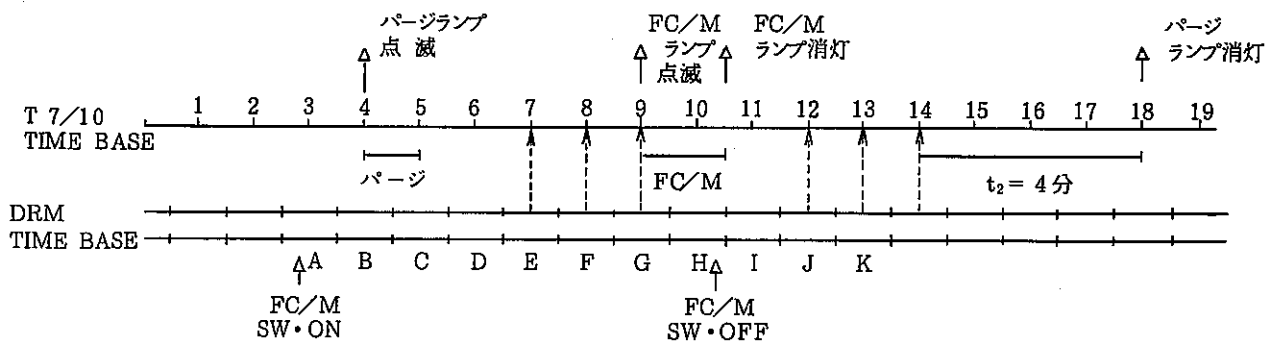 パージランプ
点 滅
FC/M
ランプ
点滅
FC/M
ランプ消灯
パージ
ランプ消灯
T 7/10
TIME BASE
1 2 3 4 5 6 7 8 9 10 11 12 13 14 15 16 17 18 19
パージ
FC/M
t₂ = 4分
DRM
TIME BASE
A B C D E F G H I J K
FC/M
SW・ON
FC/M
SW・OFF